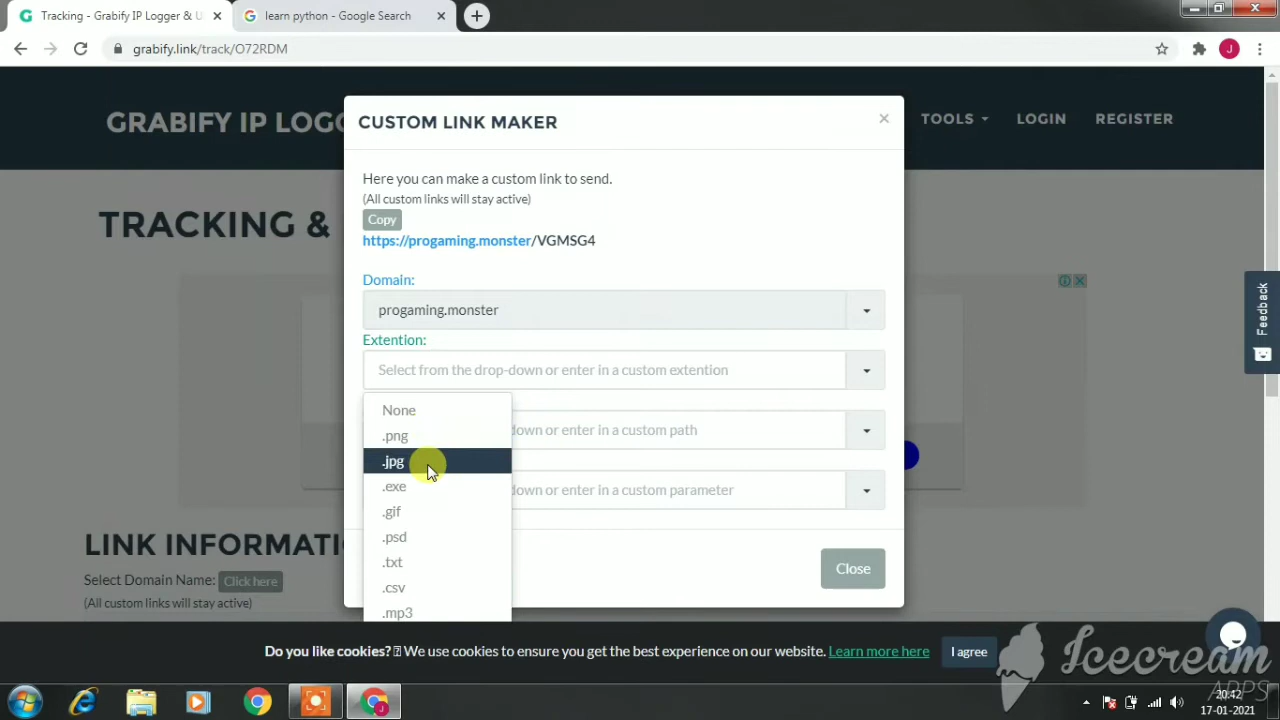 Tracking - Grabify IP Logger & U
learn python - Google Search
grabify.link/track/O72RDM
J
GRABIFY IP LOGG
TOOLS
LOGIN
REGISTER
CUSTOM LINK MAKER
×
TRACKING &
Here you can make a custom link to send.
(All custom links will stay active)
Copy
https://progaming.monster/VGMSG4
Domain:
progaming.monster
Extention:
Select from the drop-down or enter in a custom extention
None
.png
down or enter in a custom path
.jpg
.exe
down or enter in a custom parameter
.gif
.psd
.txt
.csv
.mp3
Close
Feedback
LINK INFORMATI
Select Domain Name: Click here
(All custom links will stay active)
Do you like cookies? We use cookies to ensure you get the best experience on our website. Learn more here
I agree
Icecream
APPS
20:42
17-01-2021